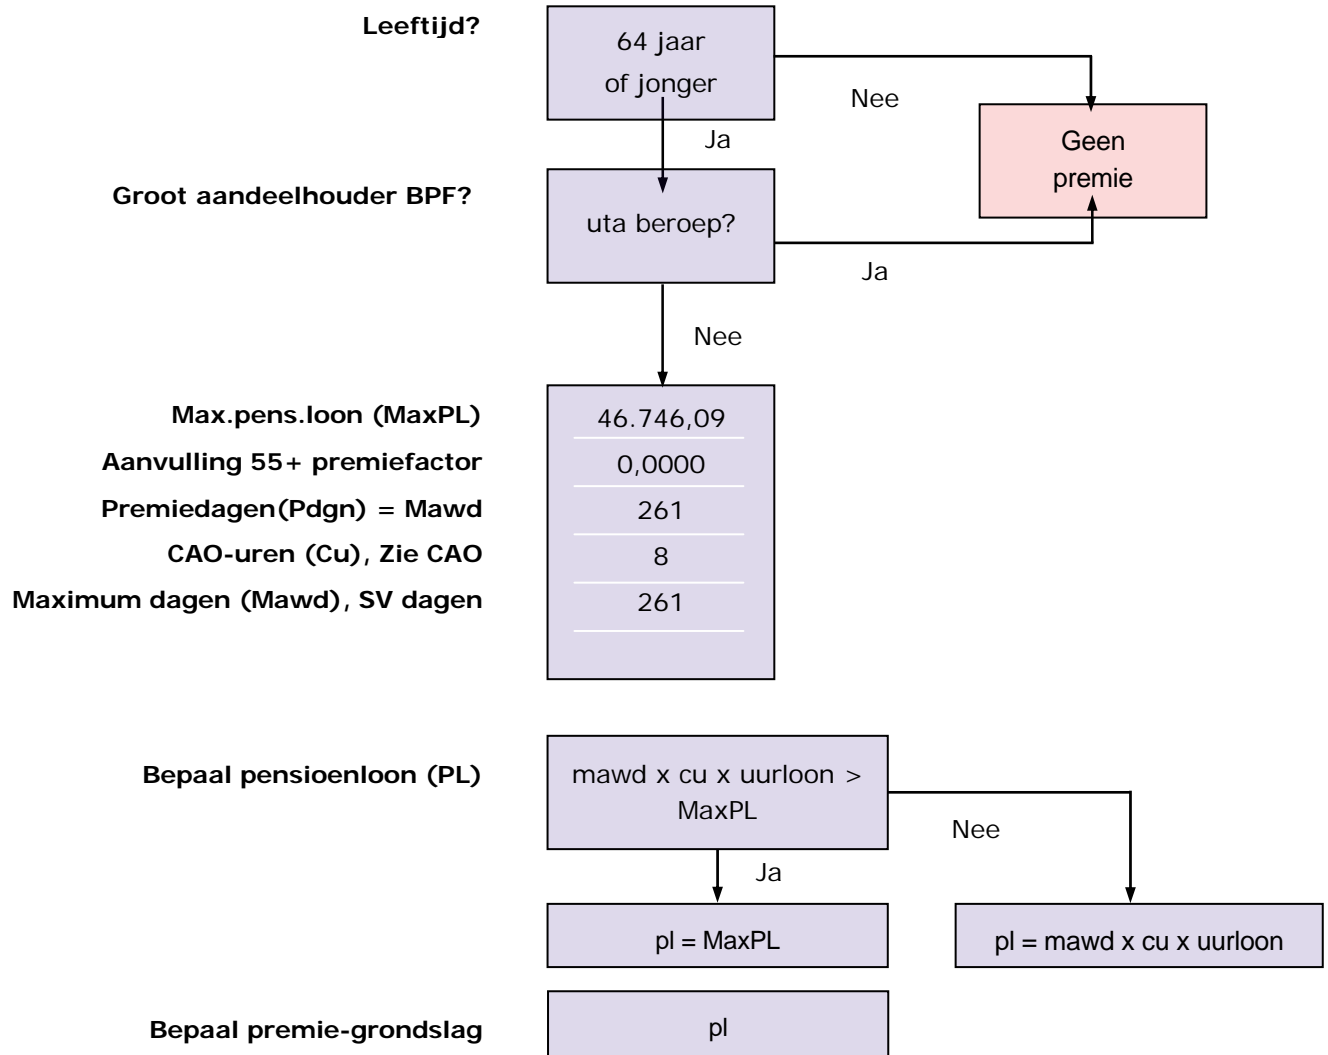 Leeftijd?
64 jaar
of jonger
Nee
Ja
Geen
premie
Groot aandeelhouder BPF?
uta beroep?
Ja
Nee
Max.pens.loon (MaxPL)
46.746,09
Aanvulling 55+ premiefactor
0,0000
Premiedagen(Pdgn) = Mawd
261
CAO-uren (Cu), Zie CAO
8
Maximum dagen (Mawd), SV dagen
261
Bepaal pensioenloon (PL)
mawd x cu x uurloon >
MaxPL
Nee
Ja
pl = MaxPL
pl = mawd x cu x uurloon
Bepaal premie-grondslag
pl